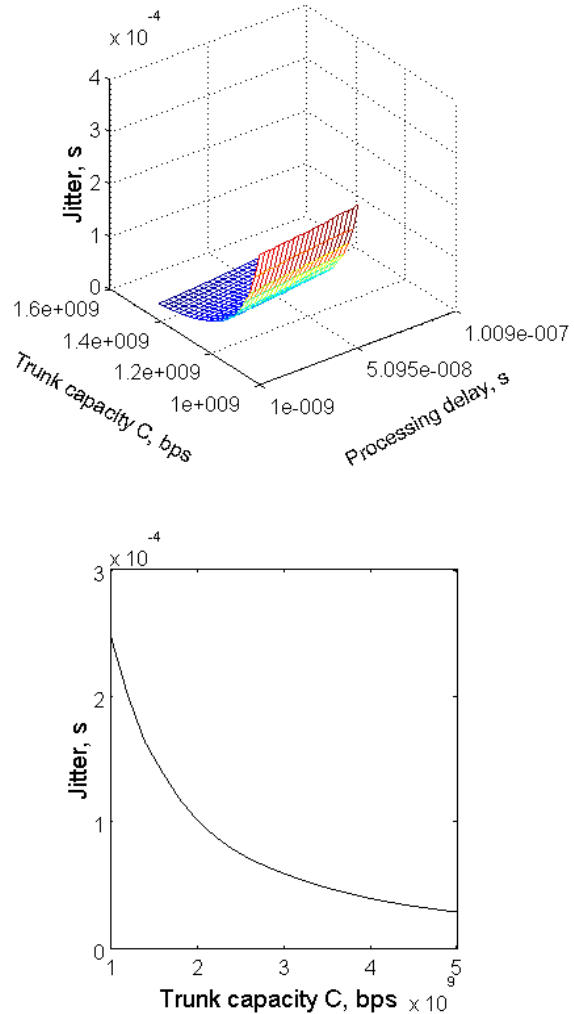 -4
x 10
4
3
2
1
0
Jitter, s
1.6e+009
1.4e+009
1.2e+009
1e+009
Trunk capacity C, bps
1.009e-007
5.095e-008
1e-009
Processing delay, s
-4
x 10
3
2
1
0
Jitter, s
1 2 3 4 5
9
Trunk capacity C, bps x 10